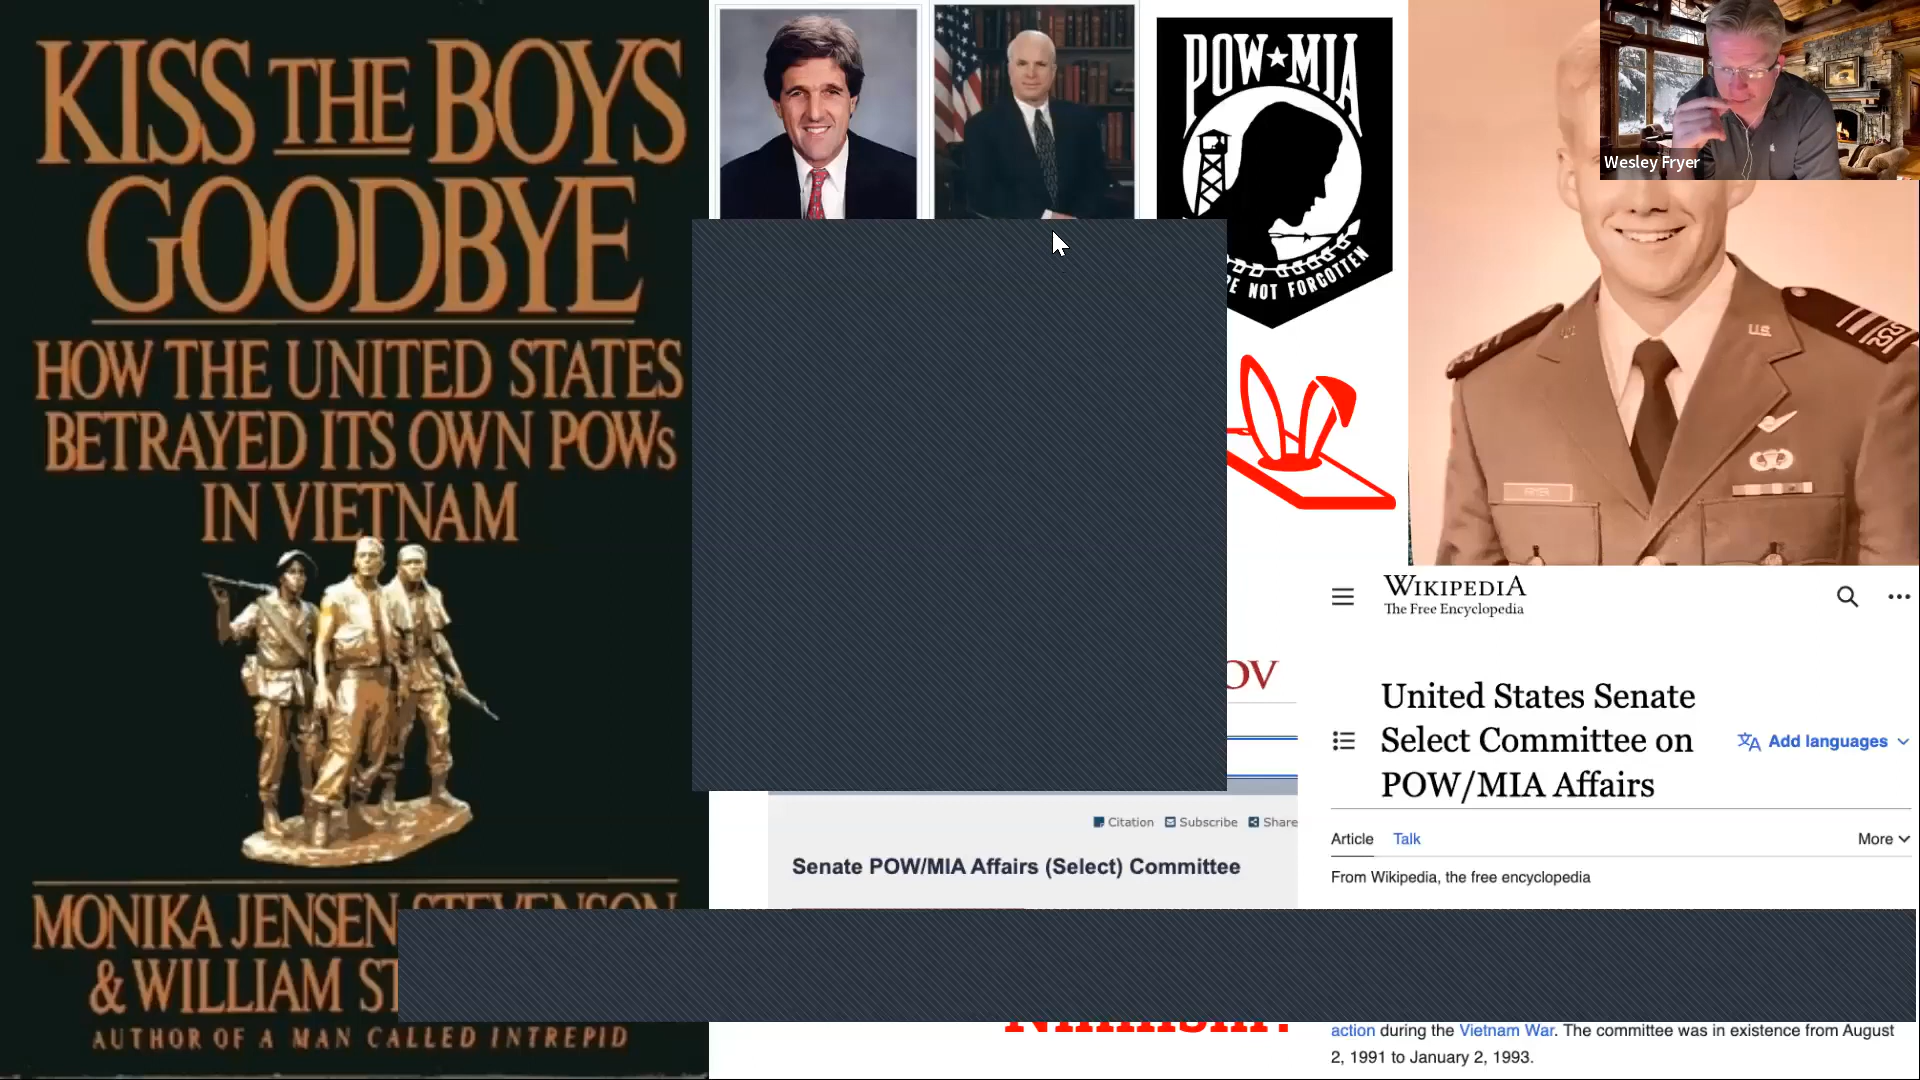 KISS THE BOYS
GOODBYE
HOW THE UNITED STATES
BETRAYED ITS OWN POWs
IN VIETNAM
MONIKA JENSEN
& WILLIAM
AUTHOR OF A MAN CALLED INTREPID
POW★MIA
NOT FORGOTTEN
Wesley Fryer
U.S.
FRYER
OV
Citation Subscribe Share
Senate POW/MIA Affairs (Select) Committee
WIKIPEDIA
The Free Encyclopedia
United States Senate
Select Committee on
POW/MIA Affairs
Add languages
Article Talk More
From Wikipedia, the free encyclopedia
action during the Vietnam War. The committee was in existence from August
2, 1991 to January 2, 1993.